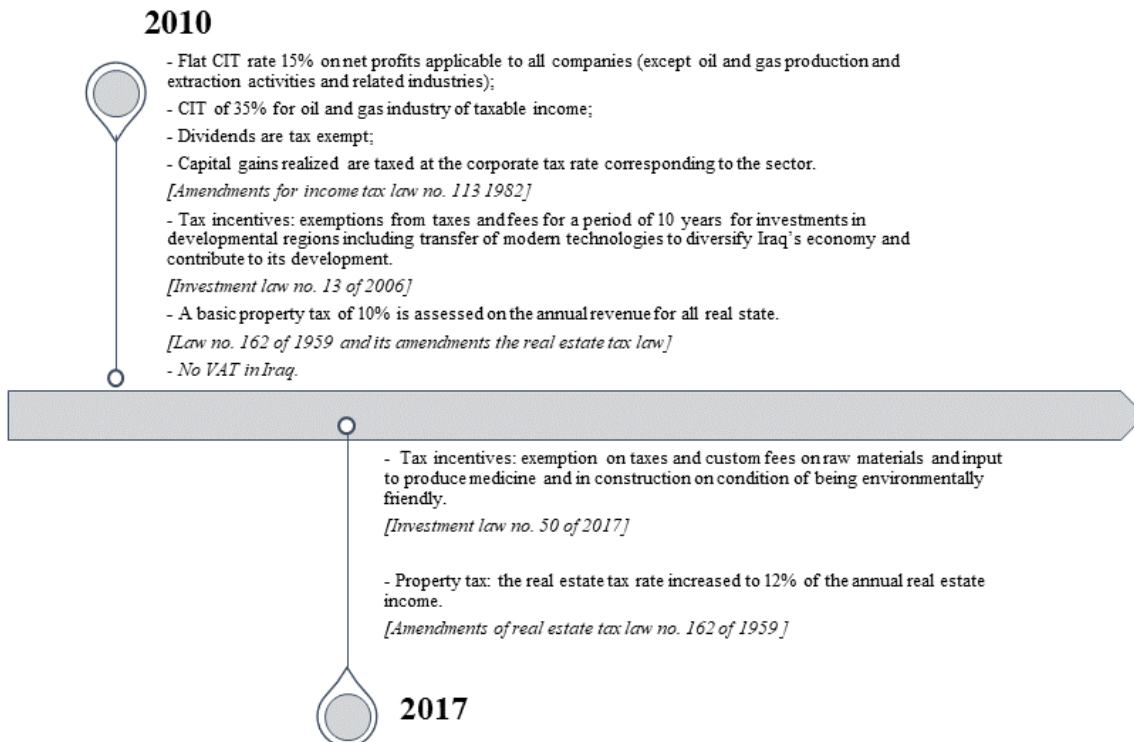 2010
- Flat CIT rate 15% on net profits applicable to all companies (except oil and gas production and
extraction activities and related industries);
- CIT of 35% for oil and gas industry of taxable income;
- Dividends are tax exempt;
- Capital gains realized are taxed at the corporate tax rate corresponding to the sector.
[Amendments for income tax law no. 113 1982]
- Tax incentives: exemptions from taxes and fees for a period of 10 years for investments in
developmental regions including transfer of modern technologies to diversify Iraq's economy and
contribute to its development.
[Investment law no. 13 of 2006]
- A basic property tax of 10% is assessed on the annual revenue for all real state.
[Law no. 162 of 1959 and its amendments the real estate tax law]
- No VAT in Iraq.
- Tax incentives: exemption on taxes and custom fees on raw materials and input
to produce medicine and in construction on condition of being environmentally
friendly.
[Investment law no. 50 of 2017]
- Property tax: the real estate tax rate increased to 12% of the annual real estate
income.
[Amendments of real estate tax law no. 162 of 1959 ]
2017